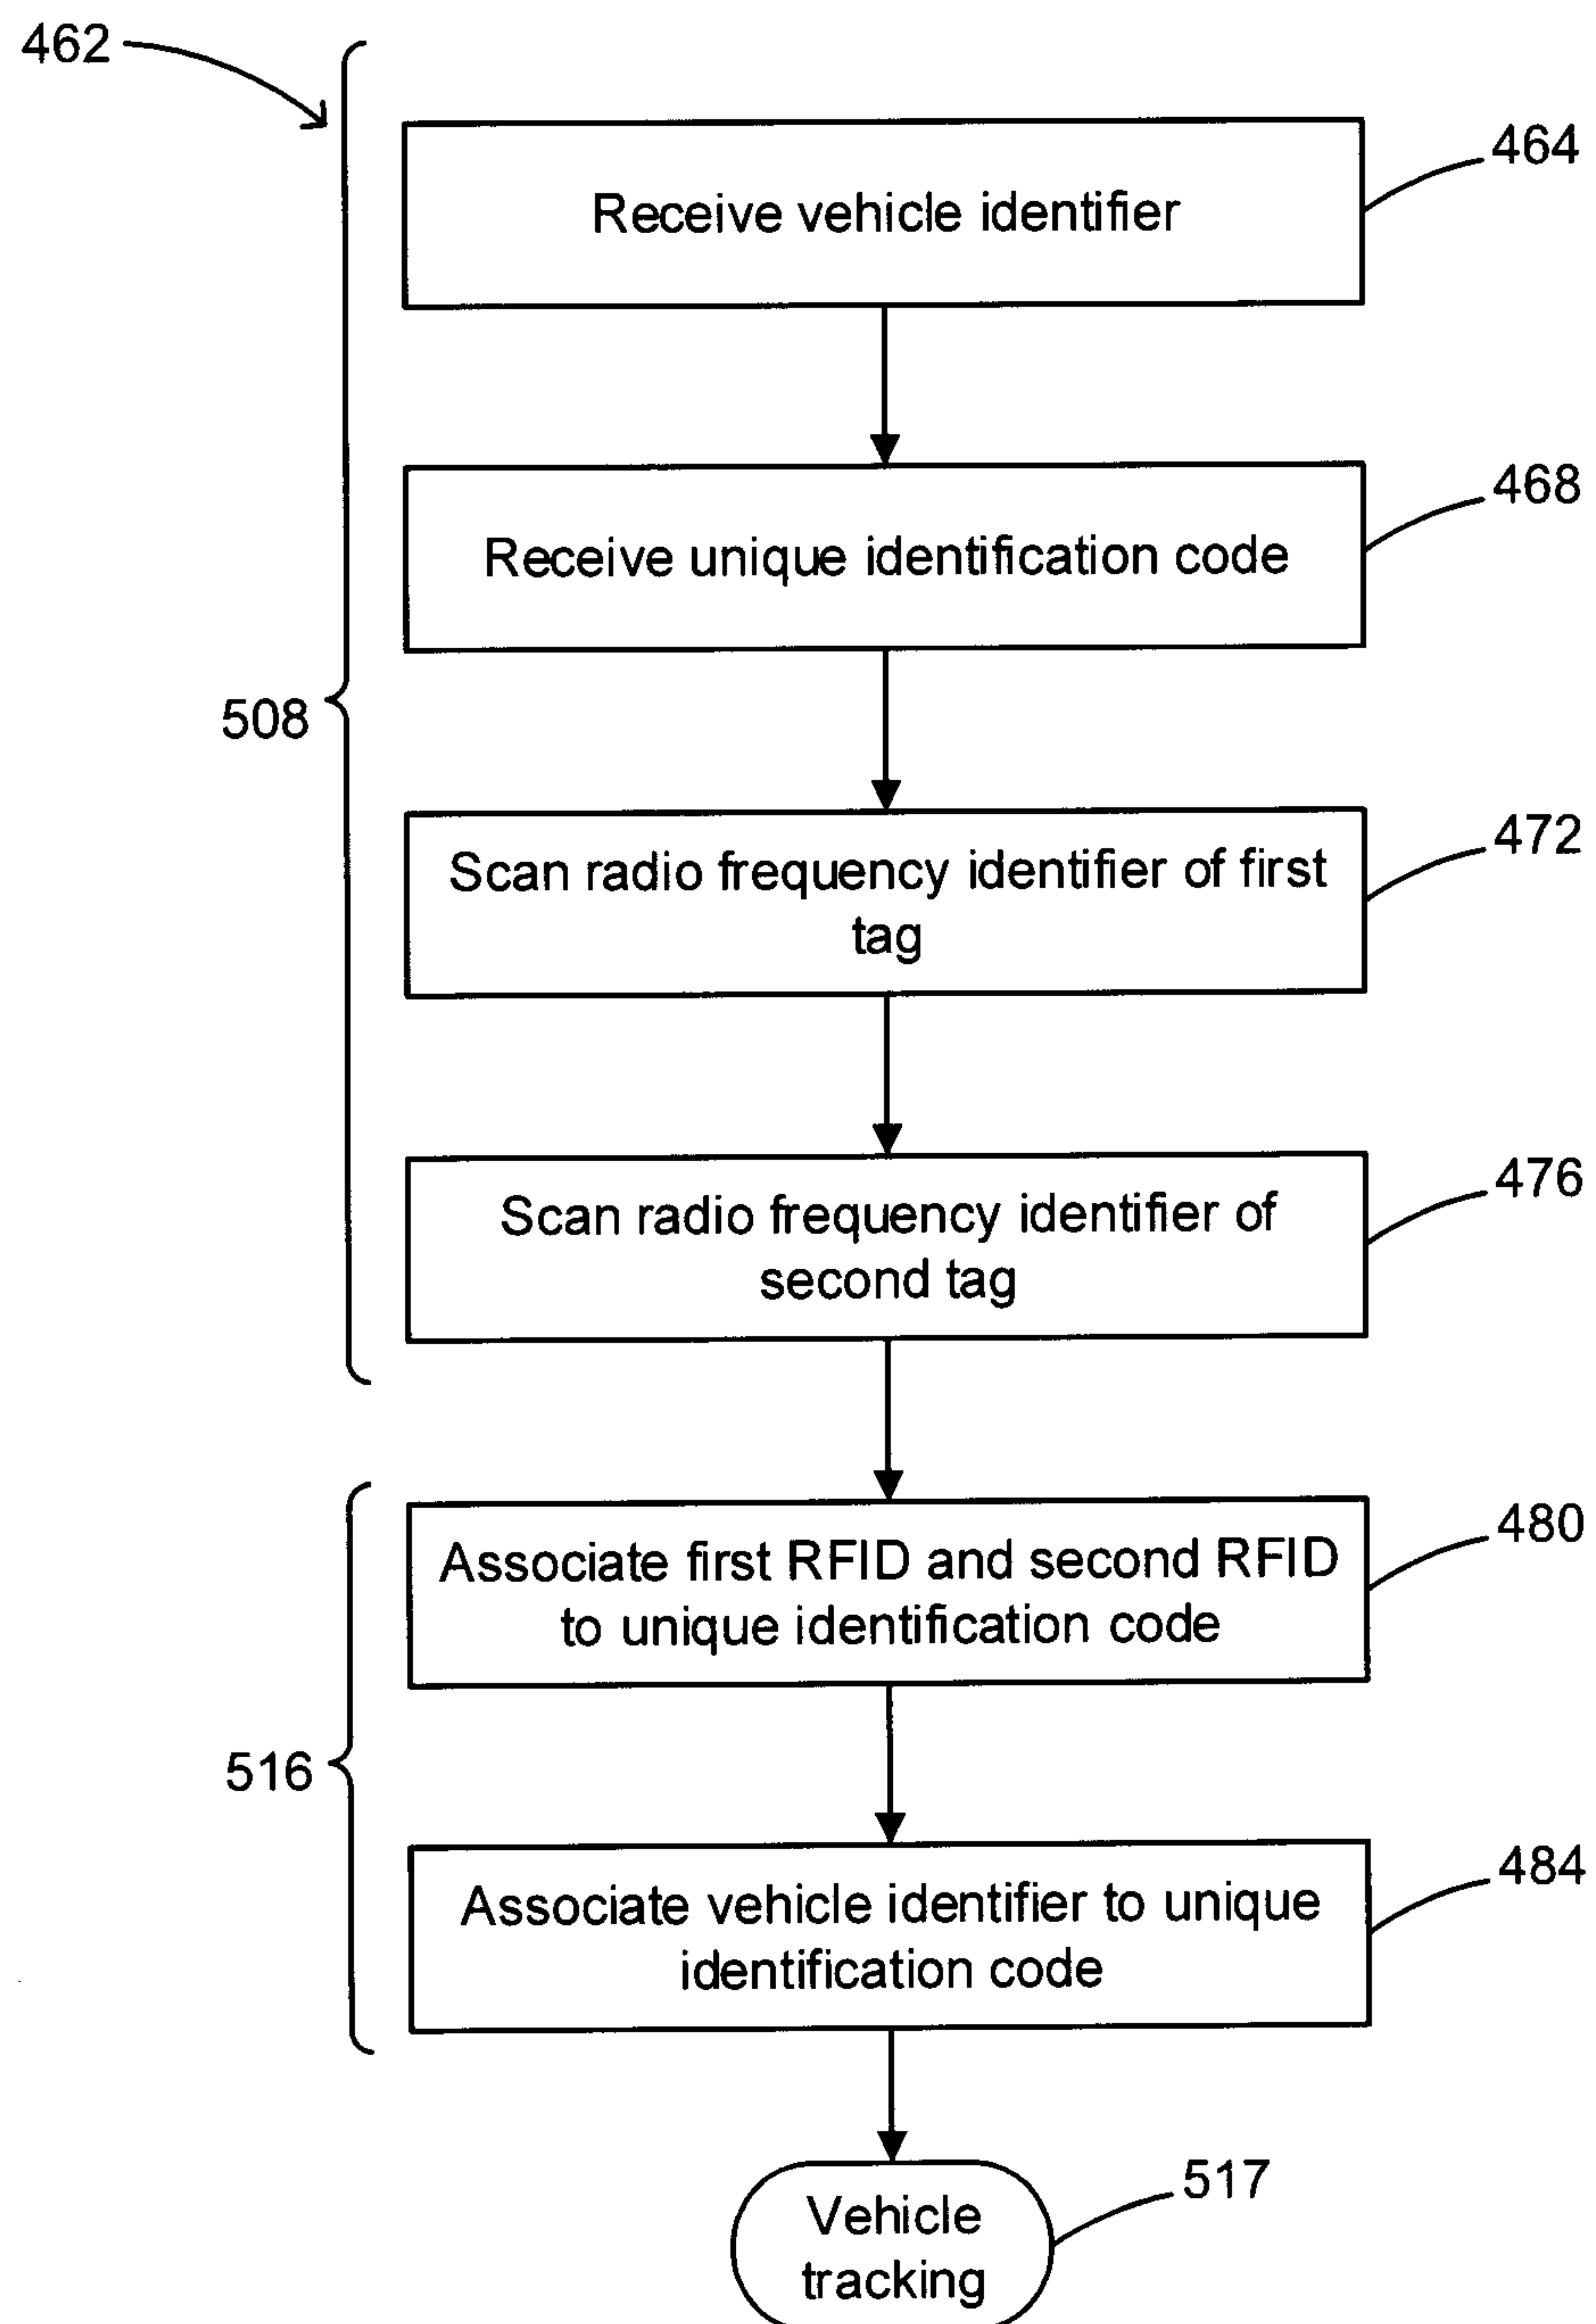 462
464
Receive vehicle identifier
468
Receive unique identification code
508
472
Scan radio frequency identifier of first
tag
476
Scan radio frequency identifier of
second tag
480
Associate first RFID and second RFID
to unique identification code
516
484
Associate vehicle identifier to unique
identification code
517
Vehicle
tracking